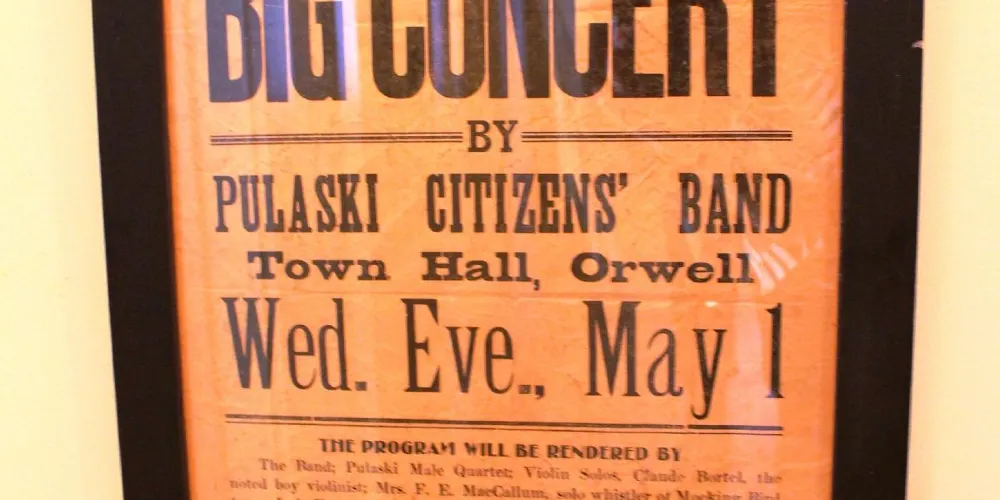 BIG CONCERT
BY
PULASKI CITIZENS' BAND
Town Hall, Orwell
Wed. Eve., May 1
THE PROGRAM WILL BE RENDERED BY
The Band; Pulaski Male Quartet; Violin Solos, Claude Bortel, the
noted boy violinist; Mrs. F. E. MacCallum, solo whistler of Mocking Bird